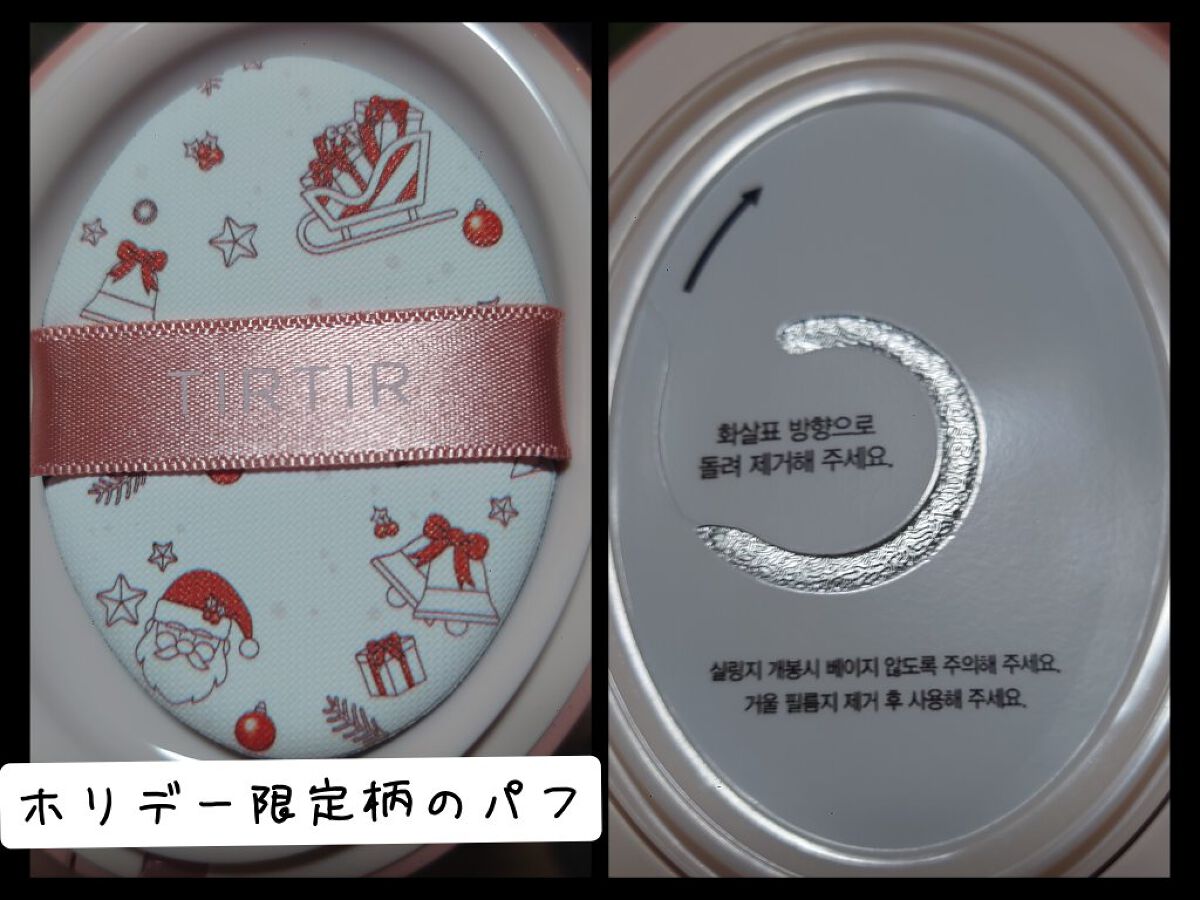 TIRTIR
ホリデー限定柄のパフ
화살표 방향으로
돌려 제거해 주세요.
실링지 개봉시 베이지 않도록 주의해 주세요.
거울 필름지 제거 후 사용해 주세요.